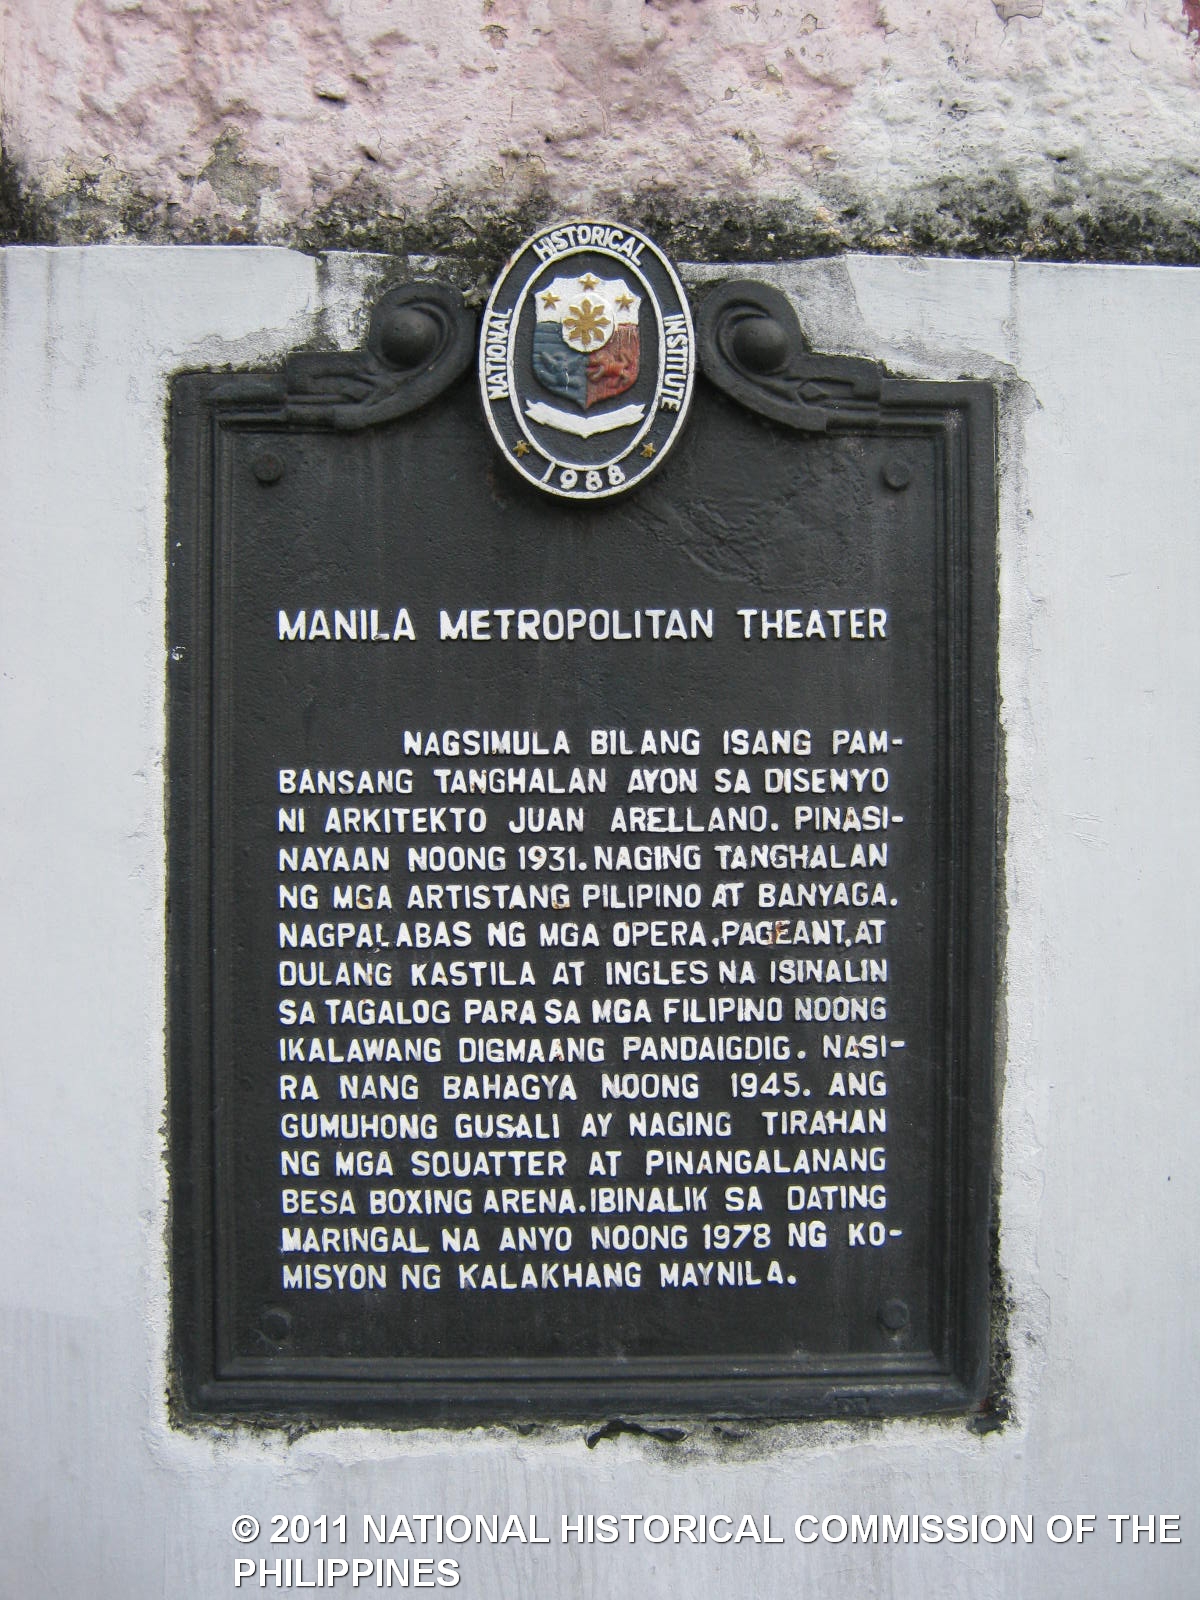 NATIONAL HISTORICAL INSTITUTE
1988
MANILA METROPOLITAN THEATER
NAGSIMULA BILANG ISANG PAM-
BANSANG TANGHALAN AYON SA DISENYO
NI ARKITEKTO JUAN ARELLANO. PINASI-
NAYAAN NOONG 1931. NAGING TANGHALAN
NG MGA ARTISTANG PILIPINO AT BANYAGA.
NAGPALABAS NG MGA OPERA, PAGEANT, AT
DULANG KASTILA AT INGLES NA ISINALIN
SA TAGALOG PARA SA MGA FILIPINO NOONG
IKALAWANG DIGMAANG PANDAIGDIG. NASI-
RA NANG BAHAGYA NOONG 1945. ANG
GUMUHONG GUSALI AY NAGING TIRAHAN
NG MGA SQUATTER AT PINANGALANANG
BESA BOXING ARENA. IBINALIK SA DATING
MARINGAL NA ANYO NOONG 1978 NG KO-
MISYON NG KALAKHANG MAYNILA.
© 2011 NATIONAL HISTORICAL COMMISSION OF THE
PHILIPPINES